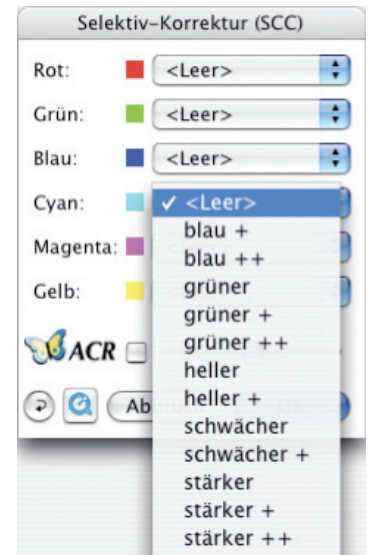 Selektiv-Korrektur (SCC)
Rot: <Leer>
Grün: <Leer>
Blau: <Leer>
Cyan: ✓ <Leer>
blau +
Magenta:
blau ++
Gelb:
grüner
grüner +
grüner ++
ACR
heller
heller +
schwächer
schwächer +
stärker
stärker +
stärker ++